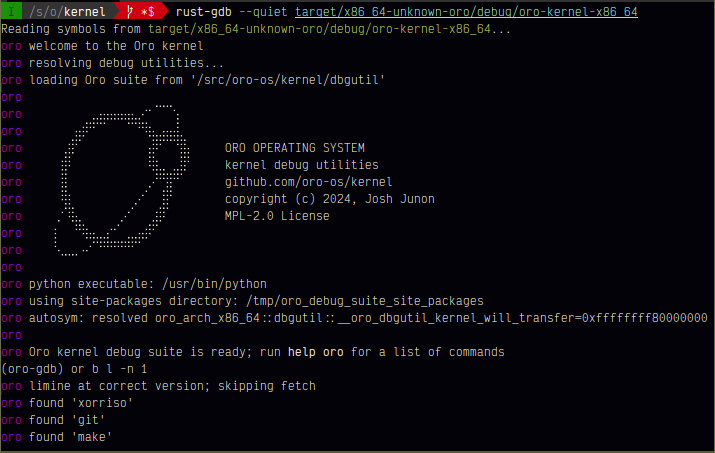 I /s/o/kernel *$ rust-gdb --quiet target/x86_64-unknown-oro/debug/oro-kernel-x86_64
Reading symbols from target/x86_64-unknown-oro/debug/oro-kernel-x86_64...
oro welcome to the Oro kernel
oro resolving debug utilities...
oro loading Oro suite from '/src/oro-os/kernel/dbgutil'
oro
oro
oro
oro ORO OPERATING SYSTEM
oro kernel debug utilities
oro github.com/oro-os/kernel
oro copyright (c) 2024, Josh Junon
oro MPL-2.0 License
oro
oro
oro
oro python executable: /usr/bin/python
oro using site-packages directory: /tmp/oro_debug_suite_site_packages
oro autosym: resolved oro_arch_x86_64::dbgutil::__oro_dbgutil_kernel_will_transfer=0xffffffff80000000
oro
oro Oro kernel debug suite is ready; run help oro for a list of commands
(oro-gdb) or b l -n 1
oro limine at correct version; skipping fetch
oro found 'xorriso'
oro found 'git'
oro found 'make'